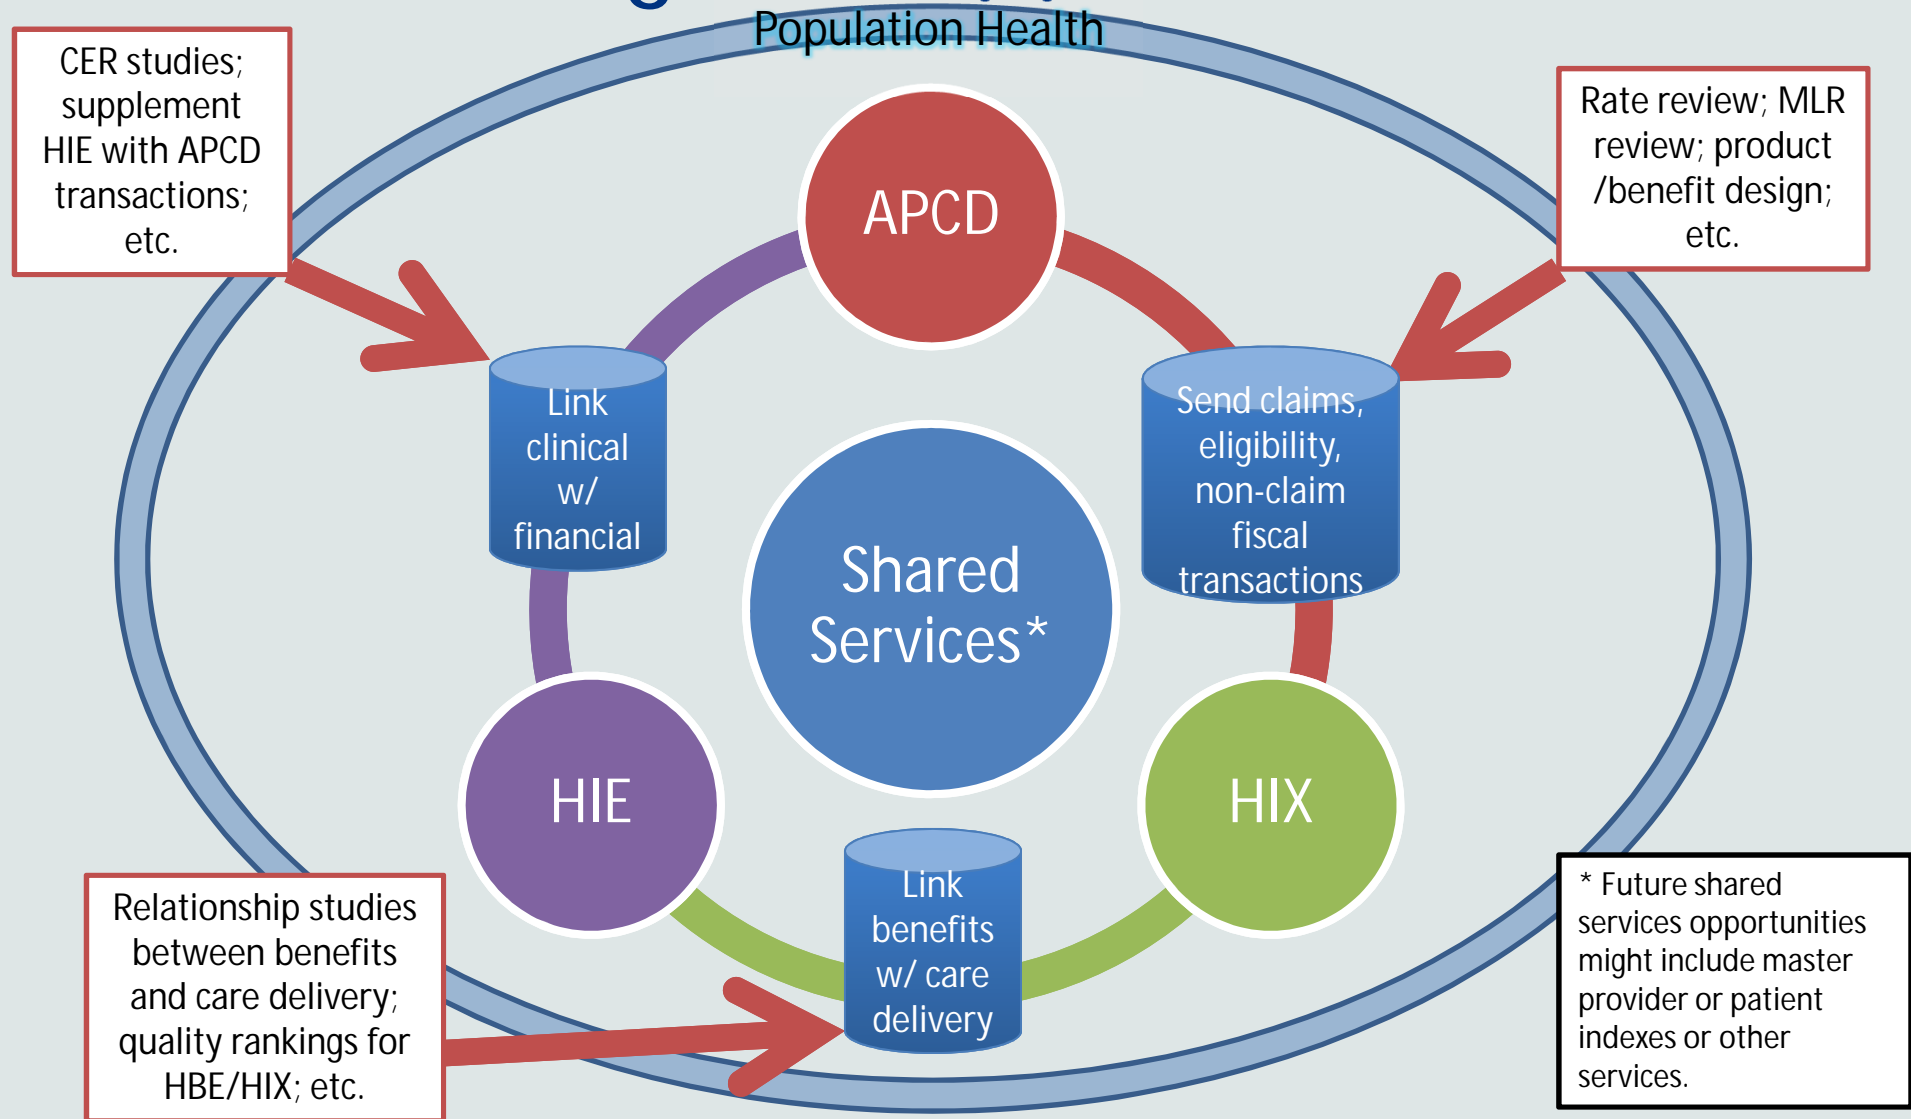 Population Health
CER studies;
supplement
HIE with APCD
transactions;
etc.
Rate review; MLR
review; product
/benefit design;
etc.
APCD
Link
clinical
w/
financial
Send claims,
eligibility,
non-claim
fiscal
transactions
Shared
Services*
HIE
HIX
Link
benefits
w/ care
delivery
Relationship studies
between benefits
and care delivery;
quality rankings for
HBE/HIX; etc.
* Future shared
services opportunities
might include master
provider or patient
indexes or other
services.